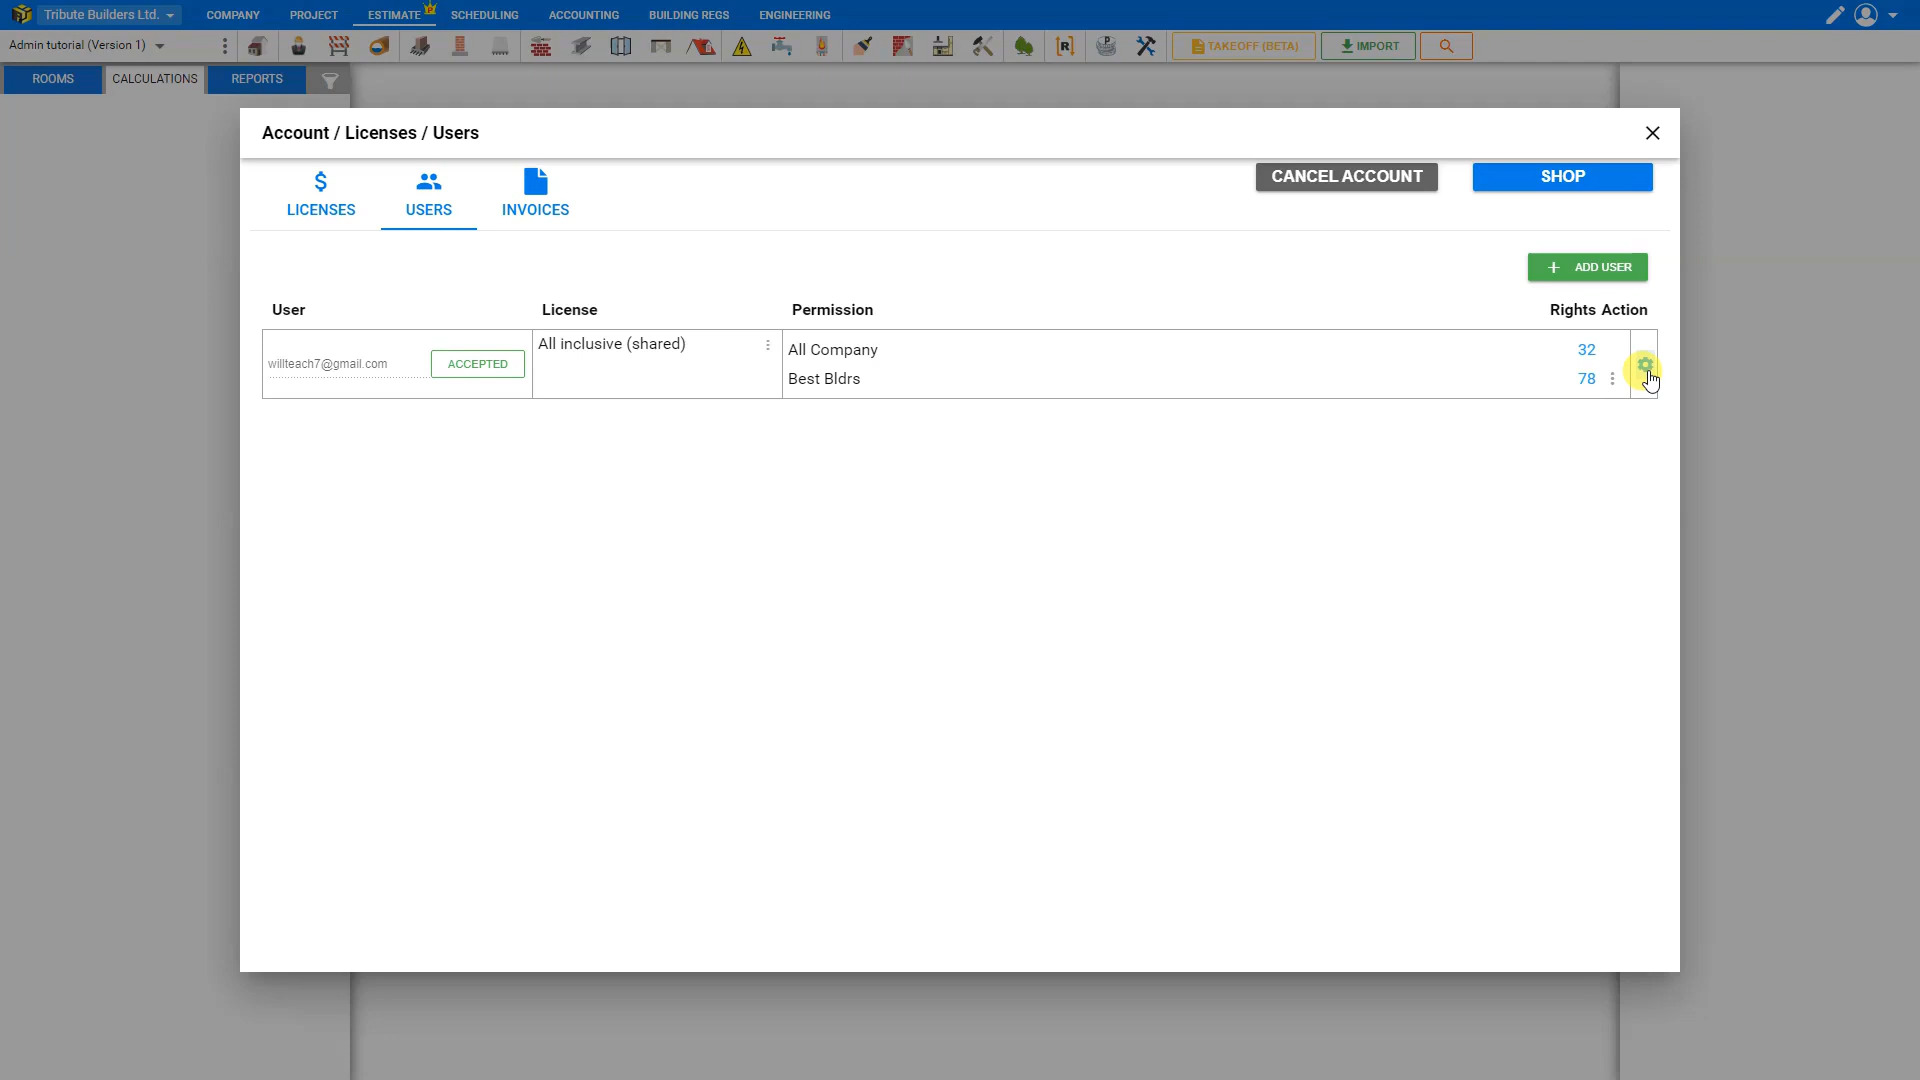 Tribute Builders Ltd. COMPANY PROJECT ESTIMATE SCHEDULING ACCOUNTING BUILDING REGS ENGINEERING
Admin tutorial (Version 1) TAKEOFF (BETA) IMPORT
ROOMS CALCULATIONS REPORTS
Account / Licenses / Users
LICENSES USERS INVOICES CANCEL ACCOUNT SHOP
ADD USER
User License Permission Rights Action
willteach7@gmail.com ACCEPTED All inclusive (shared) All Company 32
Best Bldrs 78